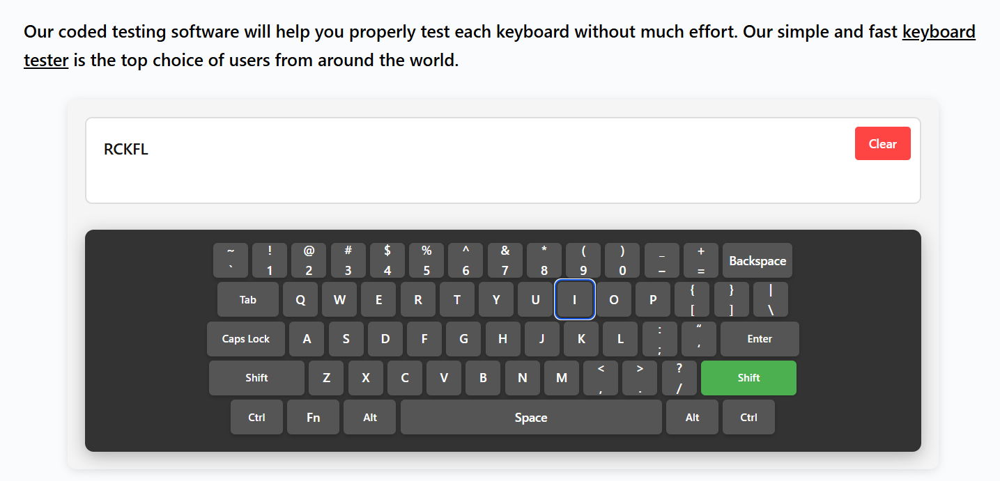 Our coded testing software will help you properly test each keyboard without much effort. Our simple and fast keyboard
tester is the top choice of users from around the world.
RCKFL
Clear
~ ! @ # $ % ^ & * ( ) _ +
` 1 2 3 4 5 6 7 8 9 0 – = Backspace
Tab Q W E R T Y U I O P { [ } ] | \
Caps Lock A S D F G H J K L : ; “ ‘ Enter
Shift Z X C V B N M < , > . ? / Shift
Ctrl Fn Alt Space Alt Ctrl